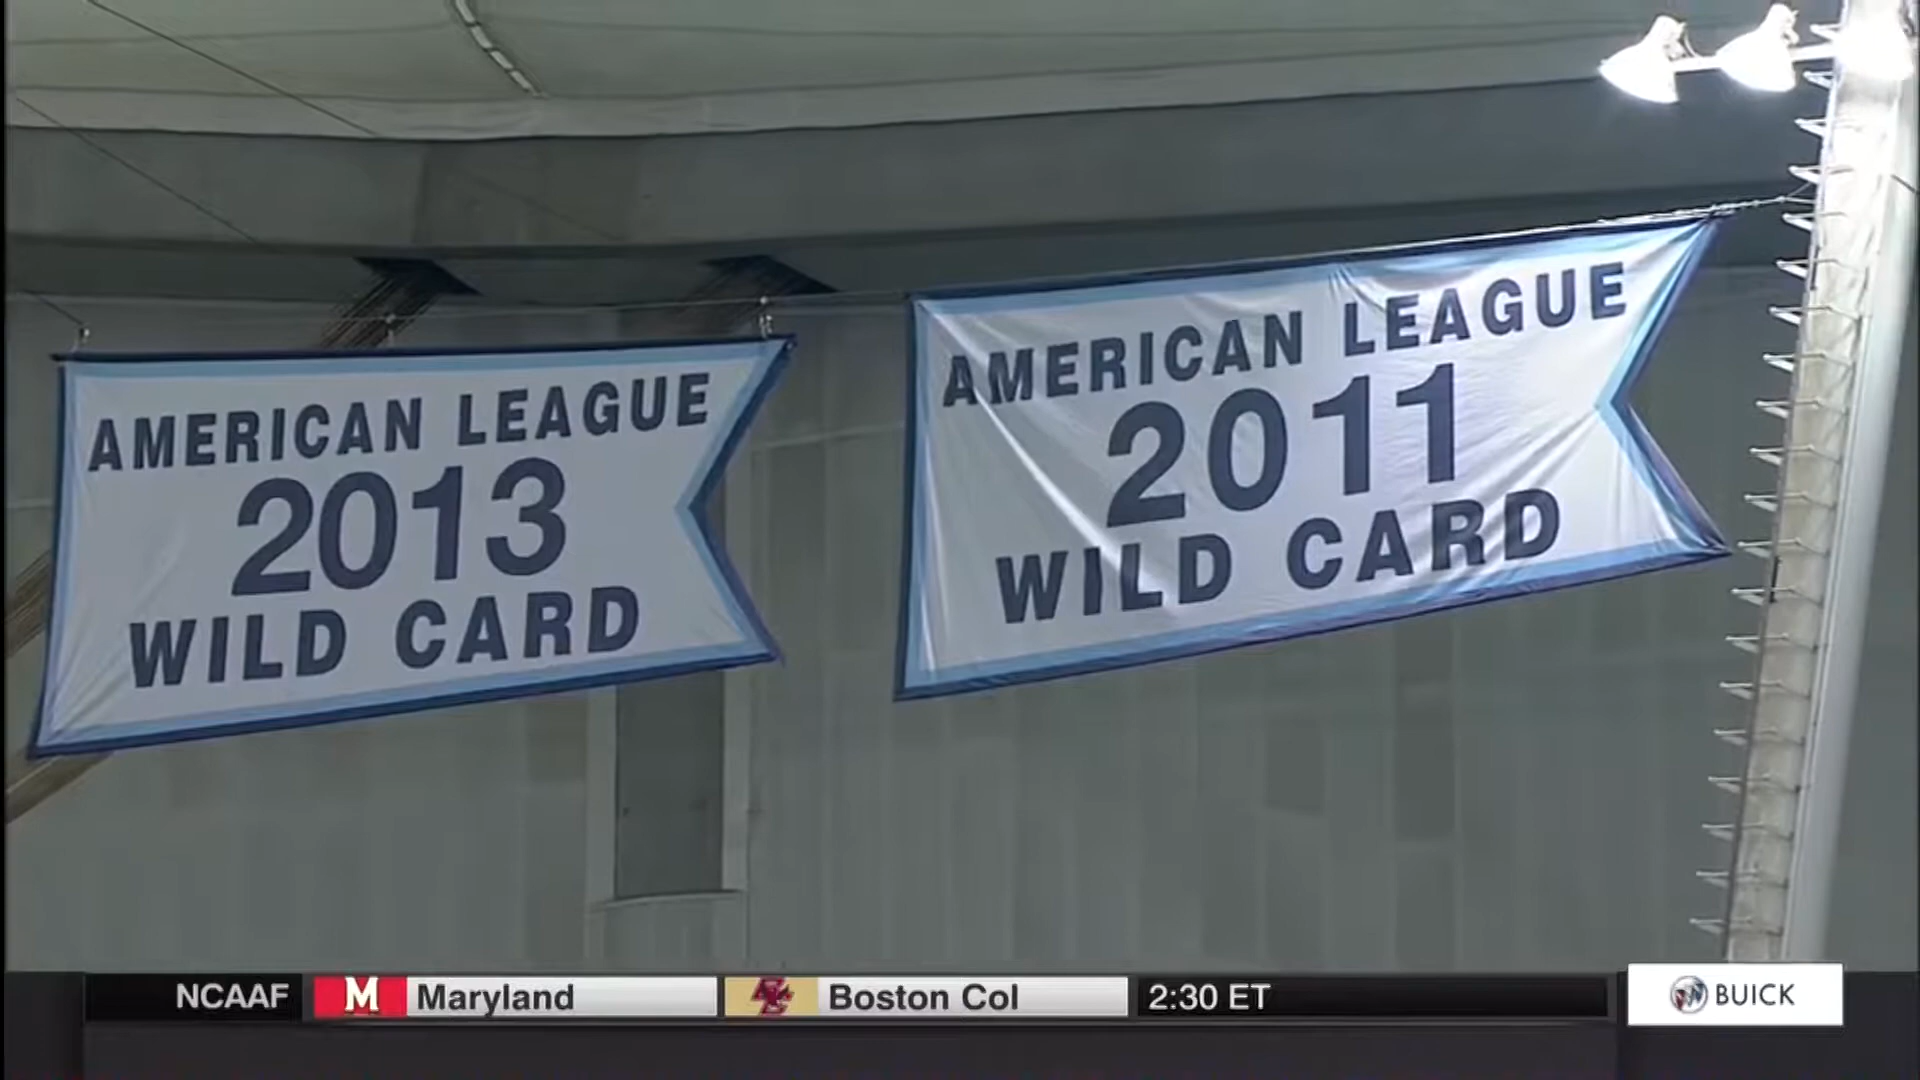 AMERICAN LEAGUE
2013
WILD CARD
AMERICAN LEAGUE
2011
WILD CARD
NCAAF M Maryland Boston Col 2:30 ET BUICK